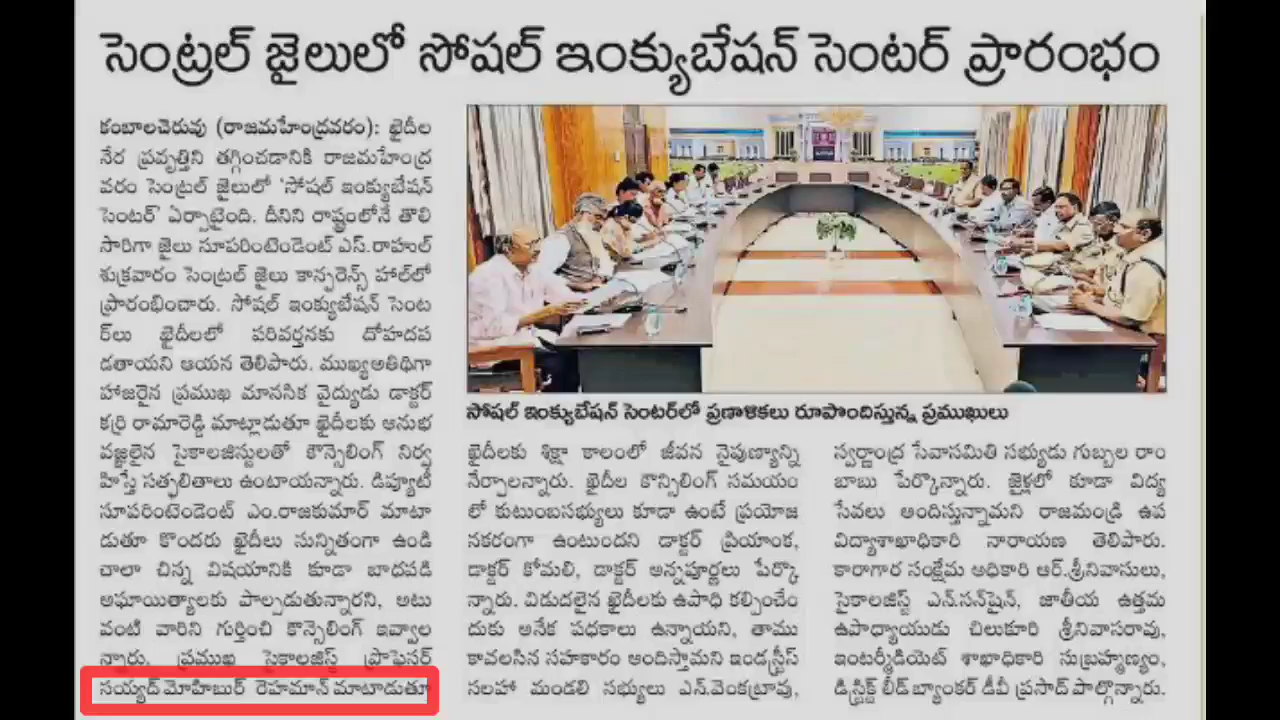 సెంట్రల్ జైలులో సోషల్ ఇంక్యుబేషన్ సెంటర్ ప్రారంభం
కంబాలచెరువు (రాజమహేంద్రవరం): ఖైదీల
నేర ప్రవృత్తిని తగ్గించడానికి రాజమహేంద్ర
వరం సెంట్రల్ జైలులో ‘సోషల్ ఇంక్యుబేషన్
సెంటర్’ ఏర్పాటైంది. దీనిని రాష్ట్రంలోనే తొలి
సారిగా జైలు సూపరింటెండెంట్ ఎస్.రాహుల్
శుక్రవారం సెంట్రల్ జైలు కాన్ఫరెన్స్ హాల్‌లో
ప్రారంభించారు. సోషల్ ఇంక్యుబేషన్ సెంట
ర్‌లు ఖైదీలలో పరివర్తనకు దోహదప
డతాయని ఆయన తెలిపారు. ముఖ్యఅతిథిగా
హాజరైన ప్రముఖ మానసిక వైద్యుడు డాక్టర్
కర్రి రామారెడ్డి మాట్లాడుతూ ఖైదీలకు అనుభ
వజ్ఞులైన సైకాలజిస్టులతో కౌన్సెలింగ్ నిర్వ
హిస్తే సత్ఫలితాలు ఉంటాయన్నారు. డిప్యూటీ
సూపరింటెండెంట్ ఎం.రాజకుమార్ మాటా
డుతూ కొందరు ఖైదీలు సున్నితంగా ఉండి
చాలా చిన్న విషయానికి కూడా బాధపడి
అఘాయిత్యాలకు పాల్పడుతున్నారని, అటు
వంటి వారిని గుర్తించి కౌన్సెలింగ్ ఇవ్వాల
న్నారు. ప్రముఖ సైకాలజిస్ట్ ప్రొఫెసర్
సయ్యద్ మోహిబుర్ రెహమాన్ మాటాడుతూ
సోషల్ ఇంక్యుబేషన్ సెంటర్‌లో ప్రణాళికలు రూపొందిస్తున్న ప్రముఖులు
ఖైదీలకు శిక్షా కాలంలో జీవన నైపుణ్యాన్ని
నేర్పాలన్నారు. ఖైదీల కౌన్సిలింగ్ సమయం
లో కుటుంబసభ్యులు కూడా ఉంటే ప్రయోజ
నకరంగా ఉంటుందని డాక్టర్ ప్రియాంక,
డాక్టర్ కోమలి, డాక్టర్ అన్నపూర్ణలు పేర్కొ
న్నారు. విడుదలైన ఖైదీలకు ఉపాధి కల్పించేం
దుకు అనేక పథకాలు ఉన్నాయని, తాము
కావలసిన సహకారం అందిస్తామని ఇండస్ట్రీస్
సలహా మండలి సభ్యులు ఎన్.వెంకట్రావు,
స్వర్ణాంధ్ర సేవాసమితి సభ్యుడు గుబ్బల రాం
బాబు పేర్కొన్నారు. జైళ్లలో కూడా విద్య
సేవలు అందిస్తున్నామని రాజమండ్రి ఉప
విద్యాశాఖాధికారి నారాయణ తెలిపారు.
కారాగార సంక్షేమ అధికారి ఆర్.శ్రీనివాసులు,
సైకాలజిస్ట్ ఎన్.సన్‌షైన్, జాతీయ ఉత్తమ
ఉపాధ్యాయుడు చిలుకూరి శ్రీనివాసరావు,
ఇంటర్మీడియెట్ శాఖాధికారి సుబ్రహ్మణ్యం,
డిస్ట్రిక్ట్ లీడ్ బ్యాంకర్ డీవీ ప్రసాద్ పాల్గొన్నారు.